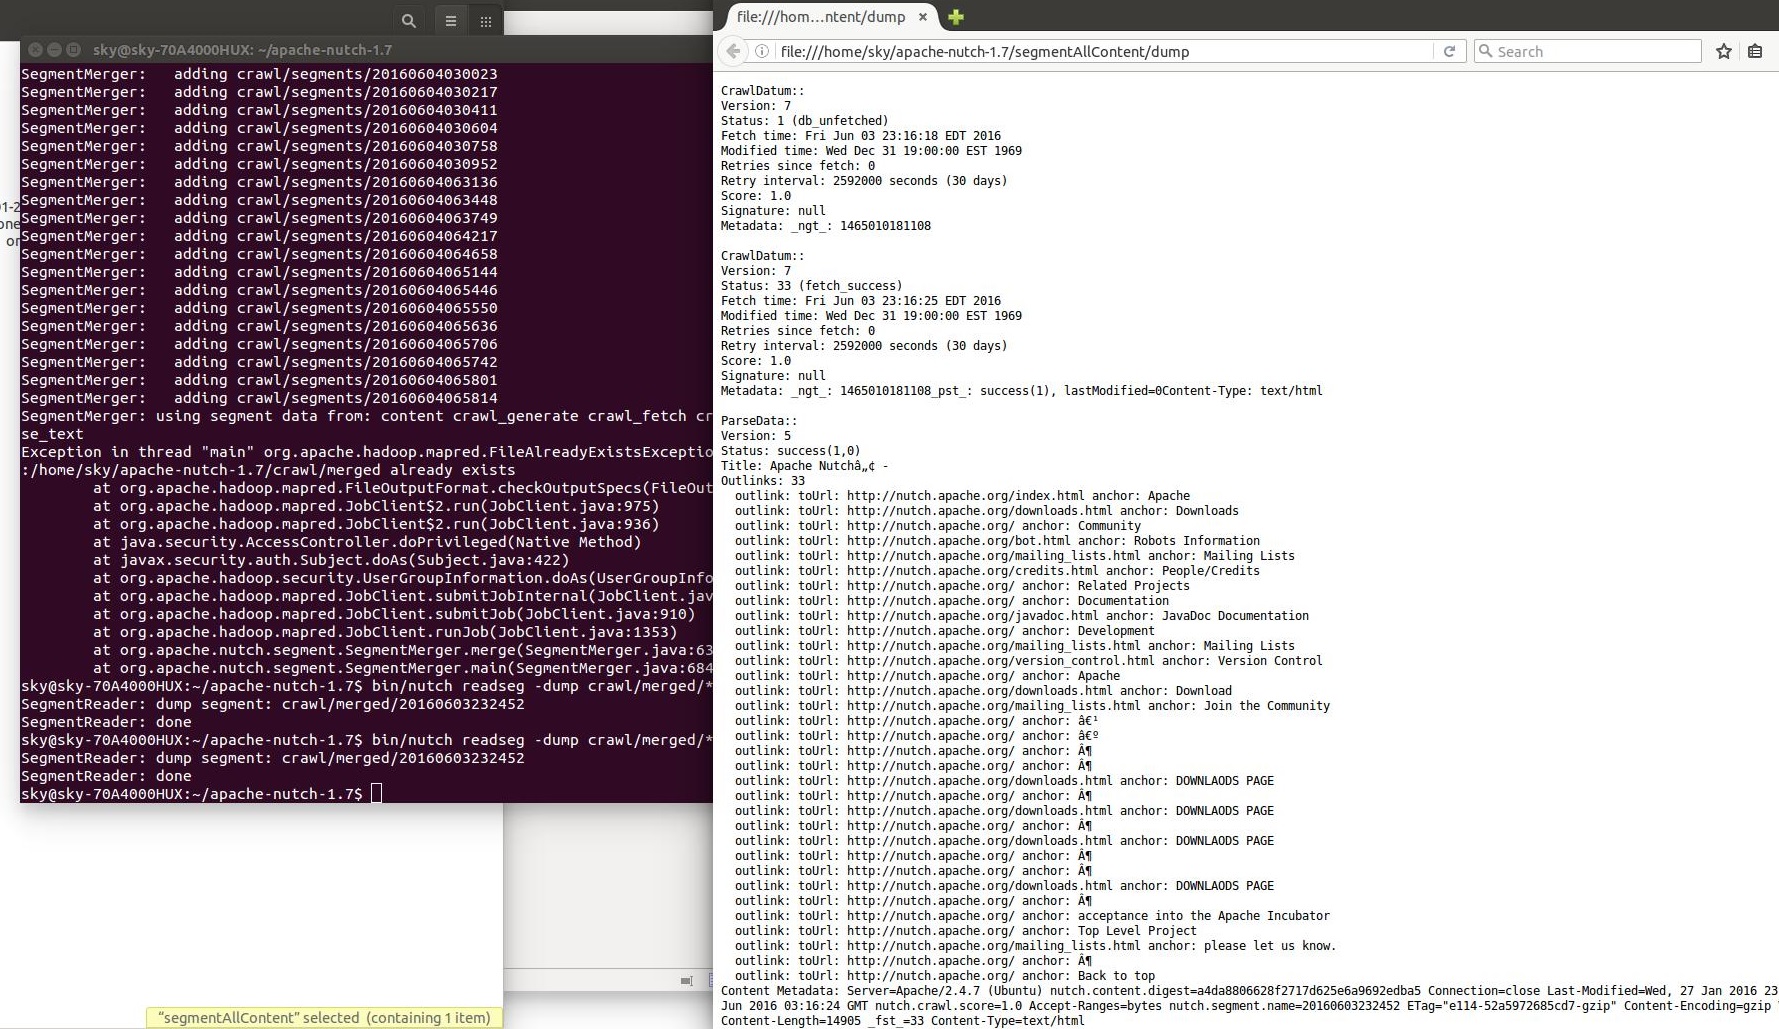 sky@sky-70A4000HUX: ~/apache-nutch-1.7
SegmentMerger:   adding crawl/segments/20160604030023
SegmentMerger:   adding crawl/segments/20160604030217
SegmentMerger:   adding crawl/segments/20160604030411
SegmentMerger:   adding crawl/segments/20160604030604
SegmentMerger:   adding crawl/segments/20160604030758
SegmentMerger:   adding crawl/segments/20160604030952
SegmentMerger:   adding crawl/segments/20160604063136
SegmentMerger:   adding crawl/segments/20160604063448
SegmentMerger:   adding crawl/segments/20160604063749
SegmentMerger:   adding crawl/segments/20160604064217
SegmentMerger:   adding crawl/segments/20160604064658
SegmentMerger:   adding crawl/segments/20160604065144
SegmentMerger:   adding crawl/segments/20160604065446
SegmentMerger:   adding crawl/segments/20160604065550
SegmentMerger:   adding crawl/segments/20160604065636
SegmentMerger:   adding crawl/segments/20160604065706
SegmentMerger:   adding crawl/segments/20160604065742
SegmentMerger:   adding crawl/segments/20160604065801
SegmentMerger:   adding crawl/segments/20160604065814
SegmentMerger: using segment data from: content crawl_generate crawl_fetch cr
se_text
Exception in thread "main" org.apache.hadoop.mapred.FileAlreadyExistsExceptio
:/home/sky/apache-nutch-1.7/crawl/merged already exists
        at org.apache.hadoop.mapred.FileOutputFormat.checkOutputSpecs(FileOut
        at org.apache.hadoop.mapred.JobClient$2.run(JobClient.java:975)
        at org.apache.hadoop.mapred.JobClient$2.run(JobClient.java:936)
        at java.security.AccessController.doPrivileged(Native Method)
        at javax.security.auth.Subject.doAs(Subject.java:422)
        at org.apache.hadoop.security.UserGroupInformation.doAs(UserGroupInfo
        at org.apache.hadoop.mapred.JobClient.submitJobInternal(JobClient.jav
        at org.apache.hadoop.mapred.JobClient.submitJob(JobClient.java:910)
        at org.apache.hadoop.mapred.JobClient.runJob(JobClient.java:1353)
        at org.apache.nutch.segment.SegmentMerger.merge(SegmentMerger.java:63
        at org.apache.nutch.segment.SegmentMerger.main(SegmentMerger.java:684
sky@sky-70A4000HUX:~/apache-nutch-1.7$ bin/nutch readseg -dump crawl/merged/*
SegmentReader: dump segment: crawl/merged/20160603232452
SegmentReader: done
sky@sky-70A4000HUX:~/apache-nutch-1.7$ bin/nutch readseg -dump crawl/merged/*
SegmentReader: dump segment: crawl/merged/20160603232452
SegmentReader: done
sky@sky-70A4000HUX:~/apache-nutch-1.7$
“segmentAllContent” selected (containing 1 item)
file:///hom...ntent/dump
file:///home/sky/apache-nutch-1.7/segmentAllContent/dump
Search
CrawlDatum::
Version: 7
Status: 1 (db_unfetched)
Fetch time: Fri Jun 03 23:16:18 EDT 2016
Modified time: Wed Dec 31 19:00:00 EST 1969
Retries since fetch: 0
Retry interval: 2592000 seconds (30 days)
Score: 1.0
Signature: null
Metadata: _ngt_: 1465010181108
CrawlDatum::
Version: 7
Status: 33 (fetch_success)
Fetch time: Fri Jun 03 23:16:25 EDT 2016
Modified time: Wed Dec 31 19:00:00 EST 1969
Retries since fetch: 0
Retry interval: 2592000 seconds (30 days)
Score: 1.0
Signature: null
Metadata: _ngt_: 1465010181108_pst_: success(1), lastModified=0Content-Type: text/html
ParseData::
Version: 5
Status: success(1,0)
Title: Apache Nutchâ„¢ -
Outlinks: 33
  outlink: toUrl: http://nutch.apache.org/index.html anchor: Apache
  outlink: toUrl: http://nutch.apache.org/downloads.html anchor: Downloads
  outlink: toUrl: http://nutch.apache.org/ anchor: Community
  outlink: toUrl: http://nutch.apache.org/bot.html anchor: Robots Information
  outlink: toUrl: http://nutch.apache.org/mailing_lists.html anchor: Mailing Lists
  outlink: toUrl: http://nutch.apache.org/credits.html anchor: People/Credits
  outlink: toUrl: http://nutch.apache.org/ anchor: Related Projects
  outlink: toUrl: http://nutch.apache.org/ anchor: Documentation
  outlink: toUrl: http://nutch.apache.org/javadoc.html anchor: JavaDoc Documentation
  outlink: toUrl: http://nutch.apache.org/ anchor: Development
  outlink: toUrl: http://nutch.apache.org/mailing_lists.html anchor: Mailing Lists
  outlink: toUrl: http://nutch.apache.org/version_control.html anchor: Version Control
  outlink: toUrl: http://nutch.apache.org/ anchor: Apache
  outlink: toUrl: http://nutch.apache.org/downloads.html anchor: Download
  outlink: toUrl: http://nutch.apache.org/mailing_lists.html anchor: Join the Community
  outlink: toUrl: http://nutch.apache.org/ anchor: â€¹
  outlink: toUrl: http://nutch.apache.org/ anchor: â€º
  outlink: toUrl: http://nutch.apache.org/ anchor: Â¶
  outlink: toUrl: http://nutch.apache.org/ anchor: Â¶
  outlink: toUrl: http://nutch.apache.org/downloads.html anchor: DOWNLAODS PAGE
  outlink: toUrl: http://nutch.apache.org/ anchor: Â¶
  outlink: toUrl: http://nutch.apache.org/downloads.html anchor: DOWNLAODS PAGE
  outlink: toUrl: http://nutch.apache.org/ anchor: Â¶
  outlink: toUrl: http://nutch.apache.org/downloads.html anchor: DOWNLAODS PAGE
  outlink: toUrl: http://nutch.apache.org/ anchor: Â¶
  outlink: toUrl: http://nutch.apache.org/ anchor: Â¶
  outlink: toUrl: http://nutch.apache.org/downloads.html anchor: DOWNLAODS PAGE
  outlink: toUrl: http://nutch.apache.org/ anchor: Â¶
  outlink: toUrl: http://nutch.apache.org/ anchor: acceptance into the Apache Incubator
  outlink: toUrl: http://nutch.apache.org/ anchor: Top Level Project
  outlink: toUrl: http://nutch.apache.org/mailing_lists.html anchor: please let us know.
  outlink: toUrl: http://nutch.apache.org/ anchor: Â¶
  outlink: toUrl: http://nutch.apache.org/ anchor: Back to top
Content Metadata: Server=Apache/2.4.7 (Ubuntu) nutch.content.digest=a4da8806628f2717d625e6a9692edba5 Connection=close Last-Modified=Wed, 27 Jan 2016 23
Jun 2016 03:16:24 GMT nutch.crawl.score=1.0 Accept-Ranges=bytes nutch.segment.name=20160603232452 ETag="e114-52a5972685cd7-gzip" Content-Encoding=gzip
Content-Length=14905 _fst_=33 Content-Type=text/html